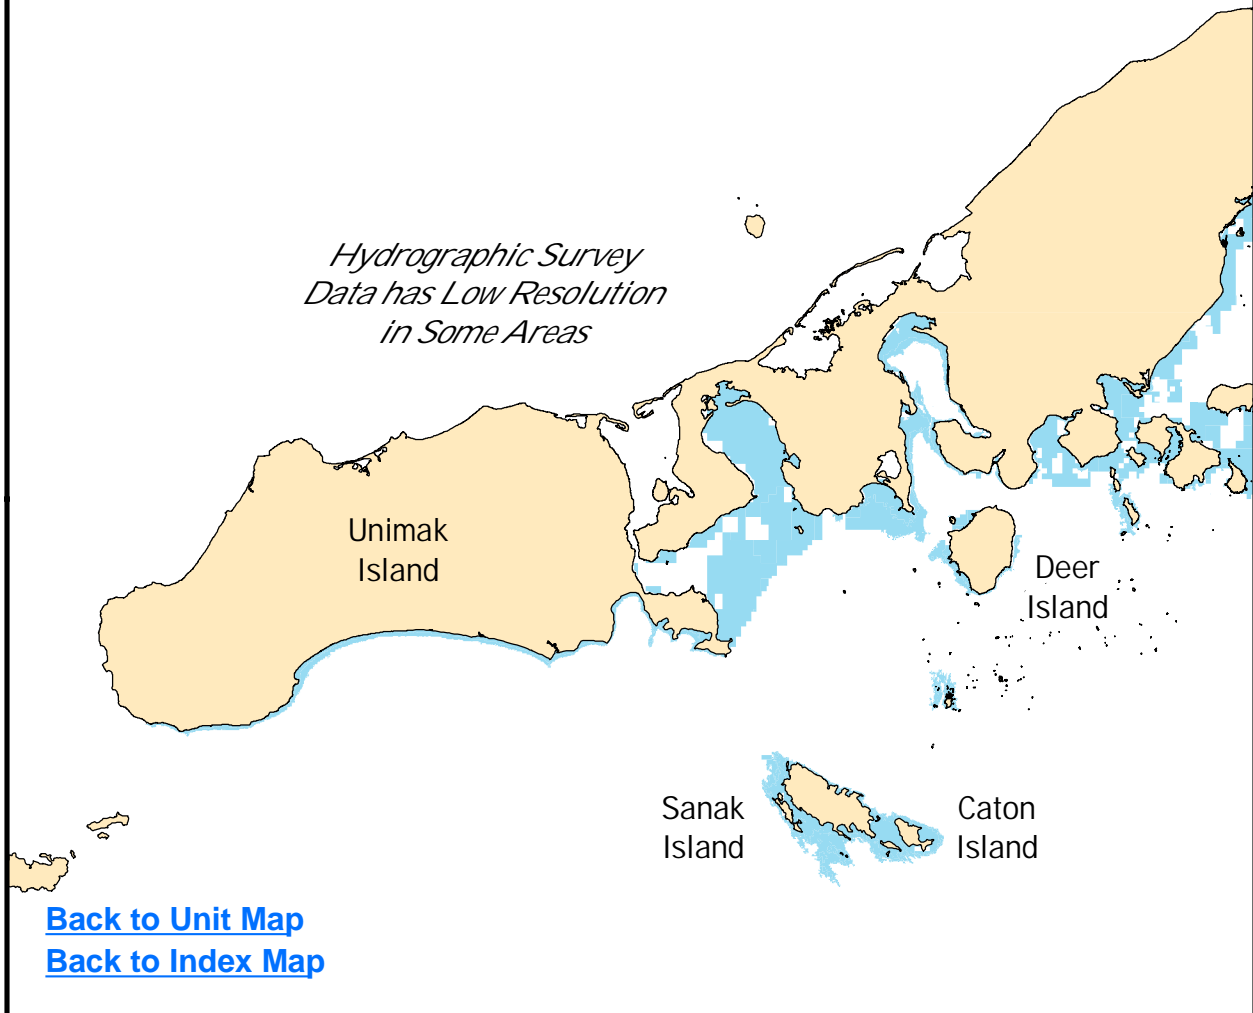 Hydrographic Survey
Data has Low Resolution
in Some Areas
Unimak
Island
Deer
Island
Sanak
Island
Caton
Island
Back to Unit Map
Back to Index Map